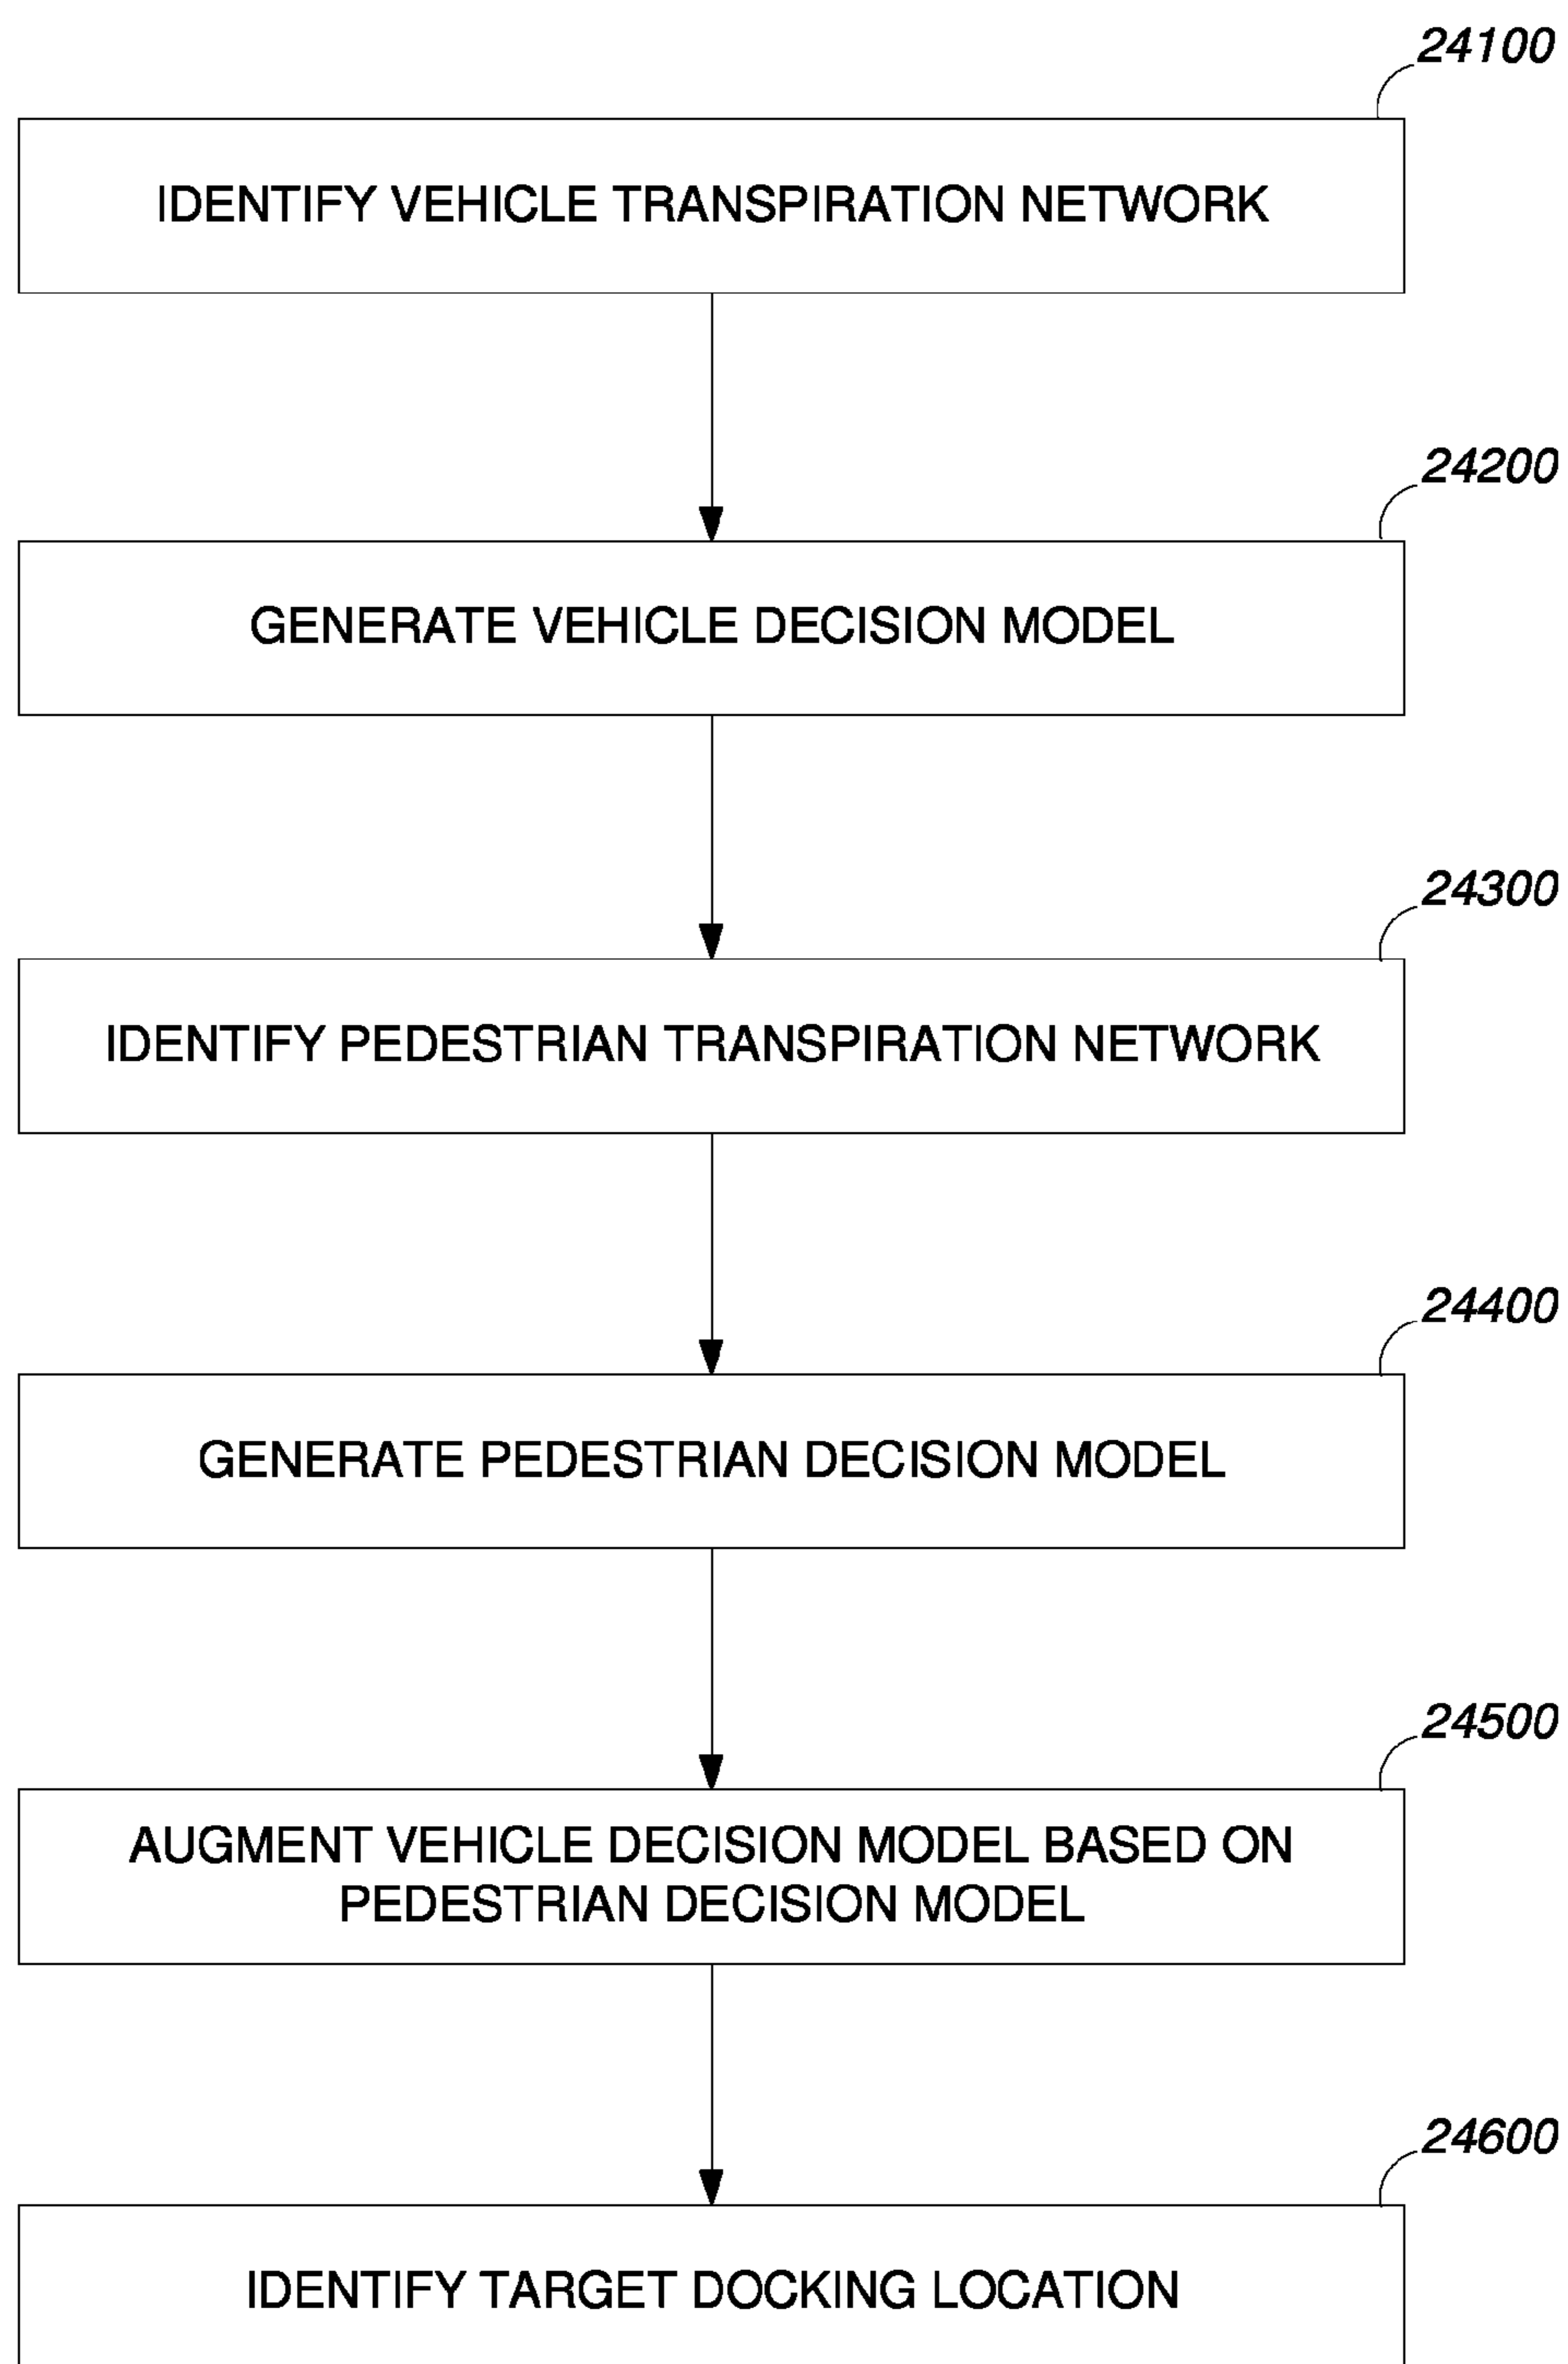 24100
IDENTIFY VEHICLE TRANSPIRATION NETWORK
24200
GENERATE VEHICLE DECISION MODEL
24300
IDENTIFY PEDESTRIAN TRANSPIRATION NETWORK
24400
GENERATE PEDESTRIAN DECISION MODEL
24500
AUGMENT VEHICLE DECISION MODEL BASED ON
PEDESTRIAN DECISION MODEL
24600
IDENTIFY TARGET DOCKING LOCATION